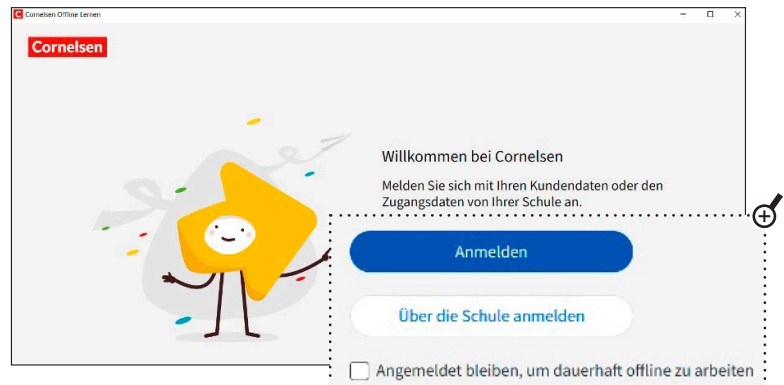 Cornelsen Offline Lernen
Cornelsen
Willkommen bei Cornelsen
Melden Sie sich mit Ihren Kundendaten oder den
Zugangsdaten von Ihrer Schule an.
Anmelden
Über die Schule anmelden
Angemeldet bleiben, um dauerhaft offline zu arbeiten